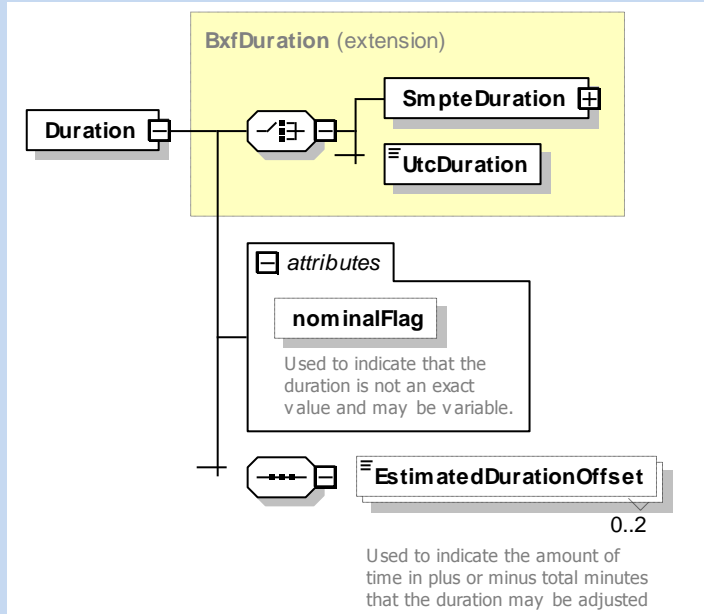 BxfDuration (extension)
SmpteDuration
Duration
UtcDuration
attributes
nominalFlag
Used to indicate that the
duration is not an exact
value and may be variable.
EstimatedDurationOffset
0..2
Used to indicate the amount of
time in plus or minus total minutes
that the duration may be adjusted